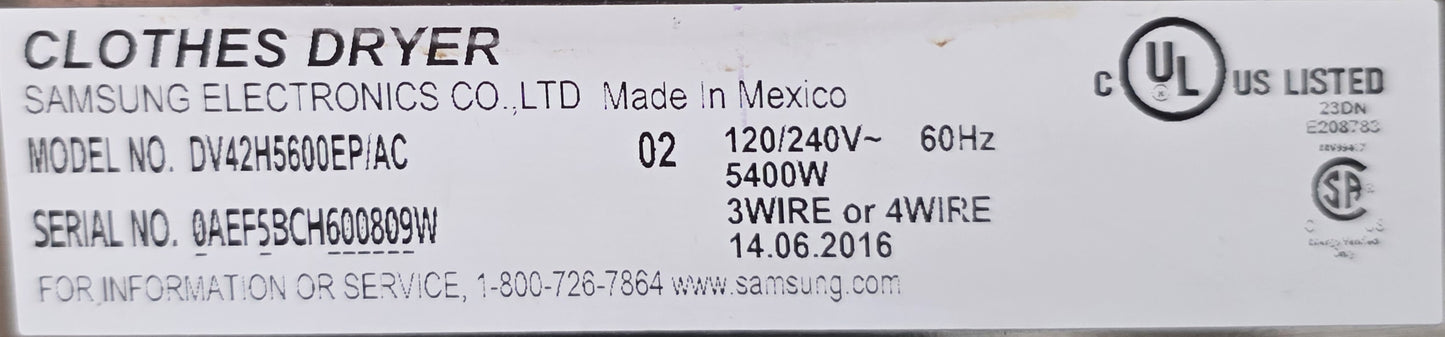 CLOTHES DRYER
SAMSUNG ELECTRONICS CO.,LTD Made In Mexico
MODEL NO. DV42H5600EP/AC 02
SERIAL NO. 0AEF5BCH600809W
120/240V~ 60Hz
5400W
3WIRE or 4WIRE
14.06.2016
FOR INFORMATION OR SERVICE, 1-800-726-7864 www.samsung.com
C UL US LISTED
23DN
E208783
SA